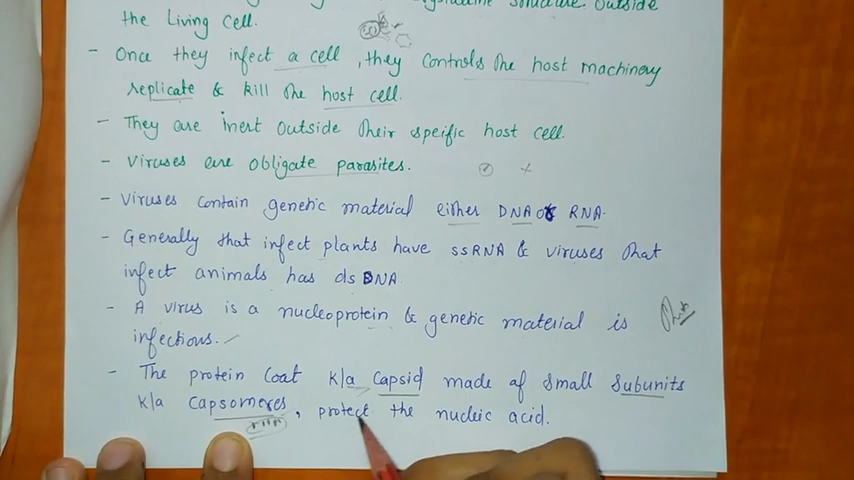 structure outside
the Living cell.
- Once they infect a cell, they controls the host machinery
replicate & kill the host cell.
- They are inert outside their speific host cell.
- Viruses are obligate parasites.
- Viruses contain genetic material either DNA or RNA.
- Generally that infect plants have ssRNA & viruses that
infect animals has ds DNA.
- A virus is a nucleoprotein & genetic material is
infectious.
- The protein Coat k/a Capsid made of small subunits
k/a Capsomeres, protect the nucleic acid.